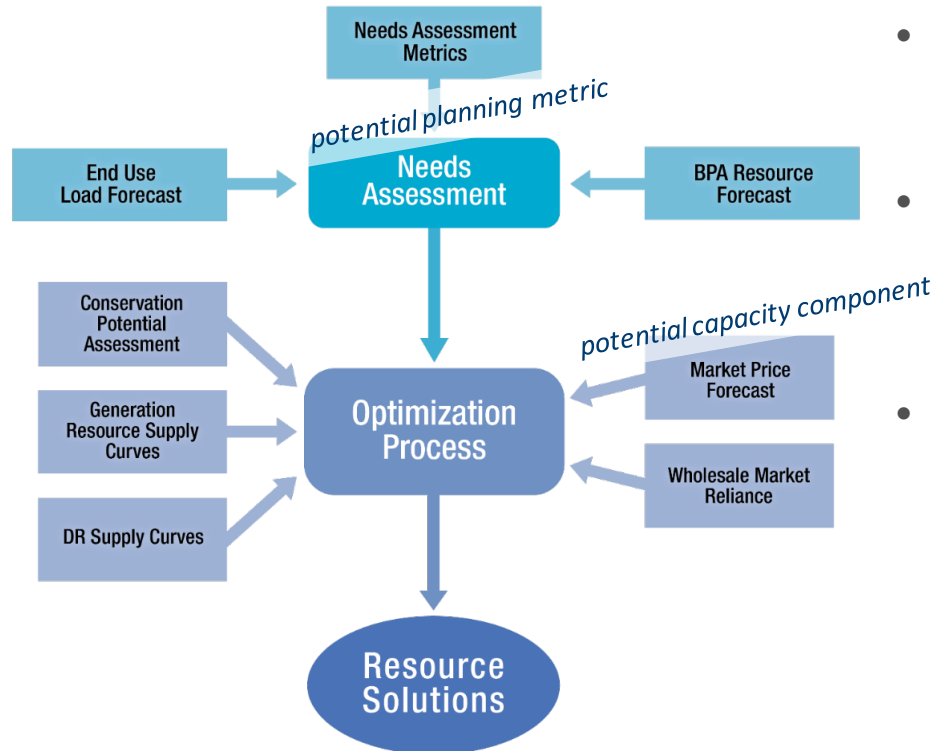 Needs Assessment
Metrics
potential planning metric
End Use
Load Forecast
Needs
Assessment
BPA Resource
Forecast
Conservation
Potential
Assessment
potential capacity component
Market Price
Forecast
Generation
Resource Supply
Curves
Optimization
Process
Wholesale Market
Reliance
DR Supply Curves
Resource
Solutions